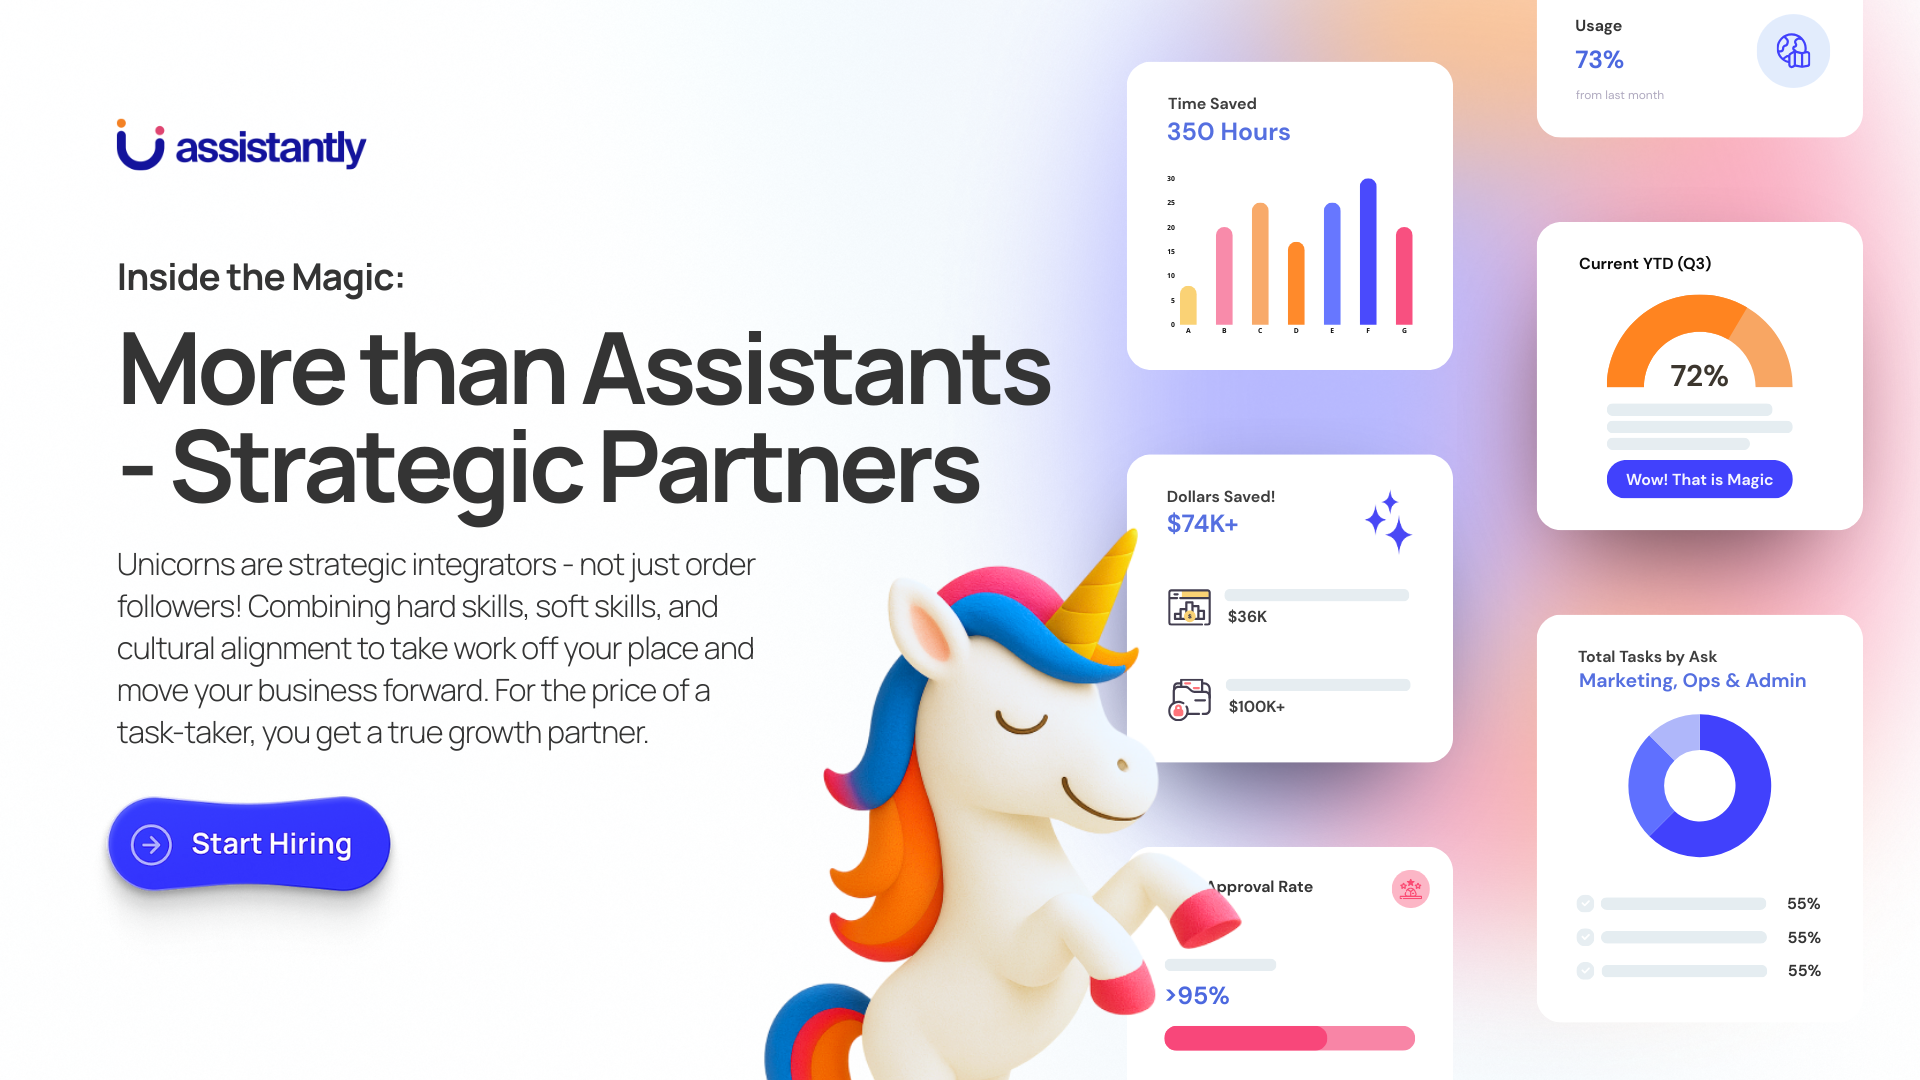 assistantly
Inside the Magic:
More than Assistants
- Strategic Partners
Unicorns are strategic integrators - not just order
followers! Combining hard skills, soft skills, and
cultural alignment to take work off your place and
move your business forward. For the price of a
task-taker, you get a true growth partner.
Start Hiring
Time Saved
350 Hours
30
25
20
15
10
5
0
A B C D E F G
Dollars Saved!
$74K+
$36K
$100K+
Approval Rate
>95%
Usage
73%
from last month
Current YTD (Q3)
72%
Wow! That is Magic
Total Tasks by Ask
Marketing, Ops & Admin
55%
55%
55%